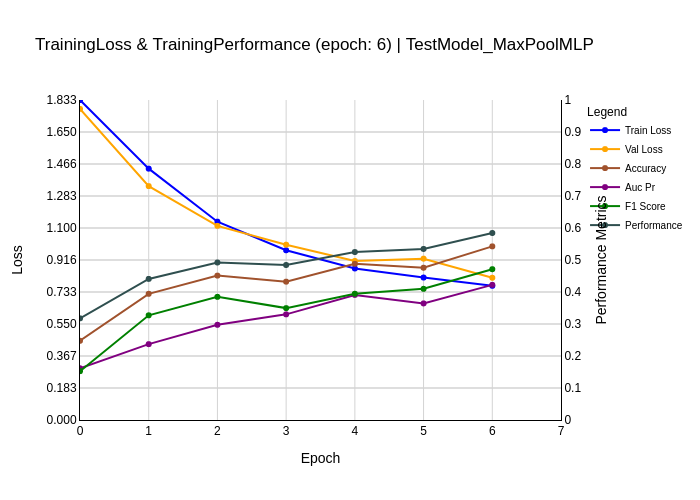 TrainingLoss & TrainingPerformance (epoch: 6) | TestModel_MaxPoolMLP
1.833
1.650
1.466
1.283
1.100
0.916
0.733
0.550
0.367
0.183
0.000
Loss
0 1 2 3 4 5 6 7
Epoch
1
0.9
0.8
0.7
0.6
0.5
0.4
0.3
0.2
0.1
0
Performance Metrics
Legend
Train Loss
Val Loss
Accuracy
Auc Pr
F1 Score
Performance